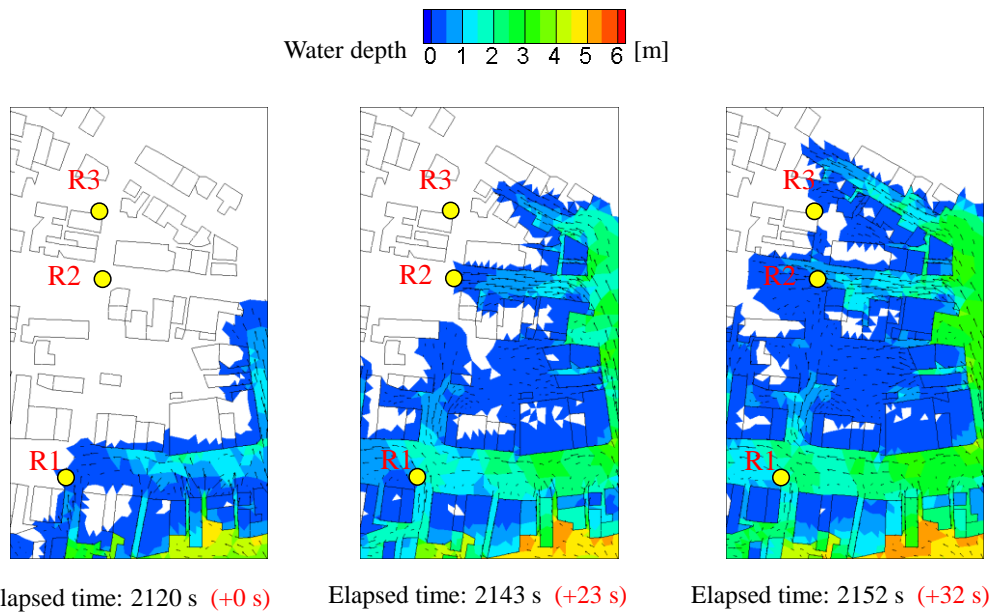 Water depth 0 1 2 3 4 5 6 [m]
R3 R3 R3
R2 R2 R2
R1 R1 R1
lapsed time: 2120 s (+0 s) Elapsed time: 2143 s (+23 s) Elapsed time: 2152 s (+32 s)